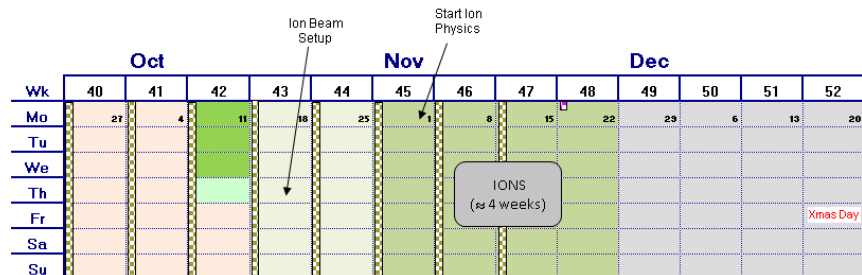 Ion Beam
Setup
Start Ion
Physics
Oct Nov Dec
Wk 40 41 42 43 44 45 46 47 48 49 50 51 52
Mo 27 4 11 18 25 1 8 15 22 29 6 13 20
Tu
We
Th
IONS
(≈ 4 weeks)
Fr Xmas Day
Sa
Su